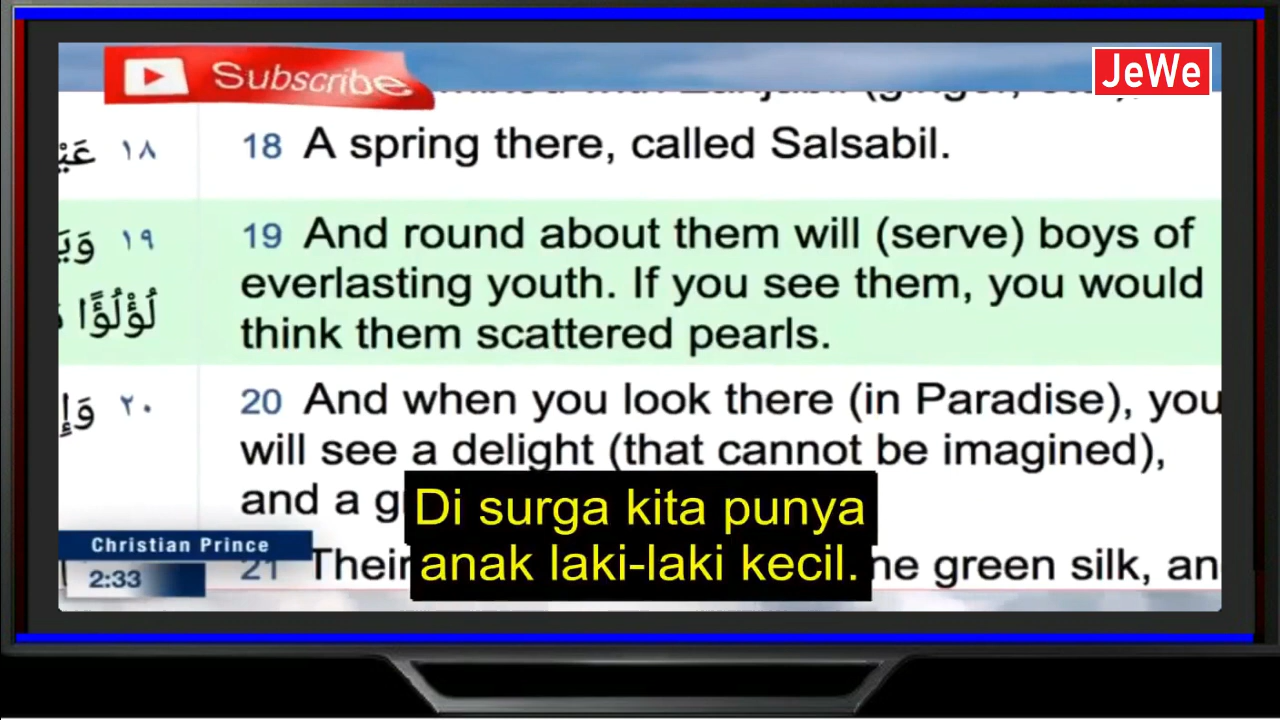 Subscribe
JeWe
١٨
18 A spring there, called Salsabil.
١٩
19 And round about them will (serve) boys of
everlasting youth. If you see them, you would
لُؤْلُؤًا
think them scattered pearls.
٢٠
20 And when you look there (in Paradise), you
will see a delight (that cannot be imagined),
and a
Di surga kita punya
anak laki-laki kecil.
Christian Prince
2:33
21 green silk,